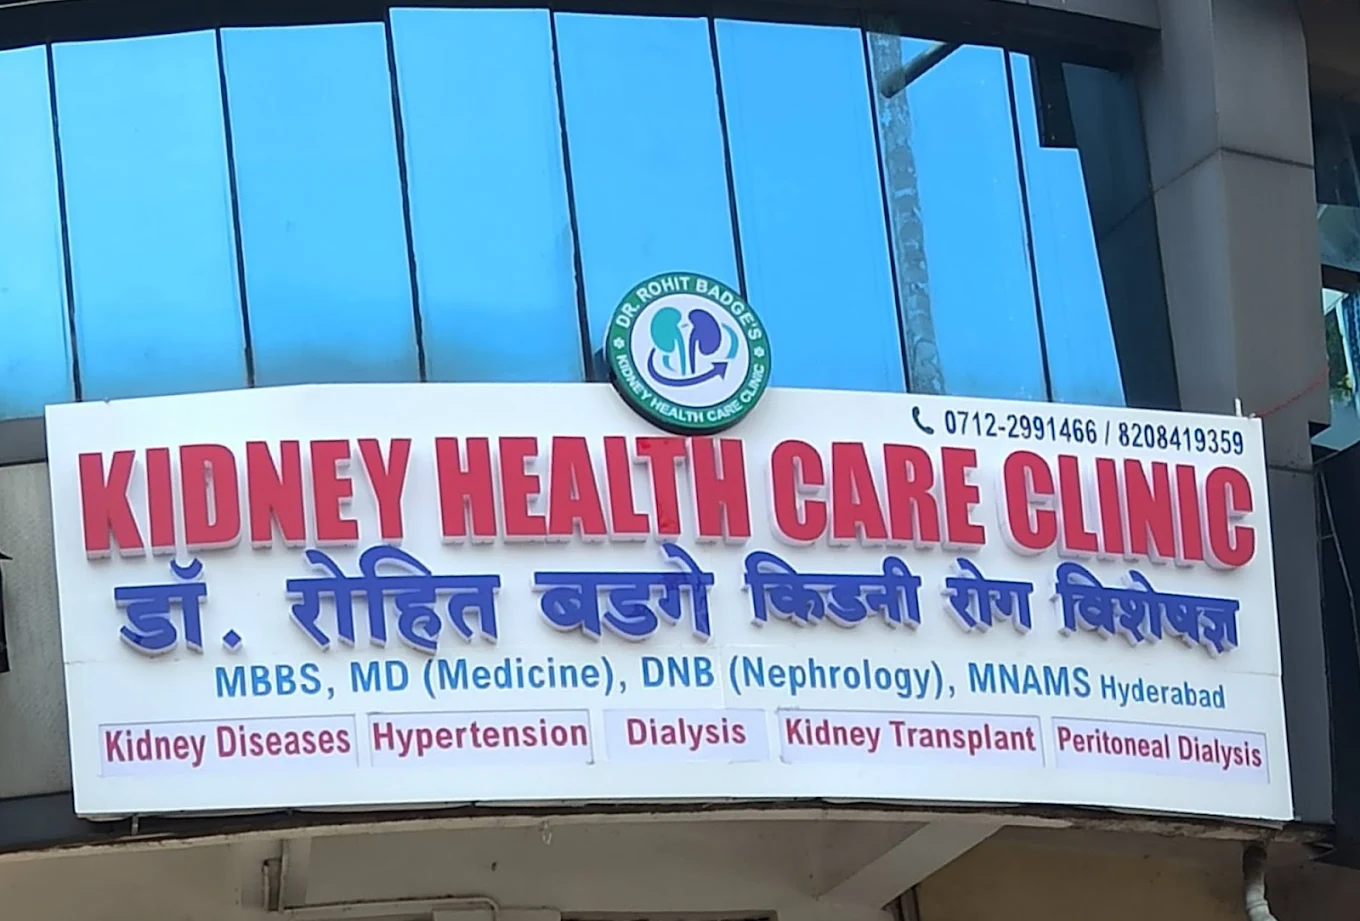 DR. ROHIT BADGE'S
KIDNEY HEALTH CARE CLINIC
0712-2991466 / 8208419359
KIDNEY HEALTH CARE CLINIC
डॉ. रोहित बडगे किडनी रोग विशेषज्ञ
MBBS, MD (Medicine), DNB (Nephrology), MNAMS Hyderabad
Kidney Diseases Hypertension Dialysis Kidney Transplant Peritoneal Dialysis